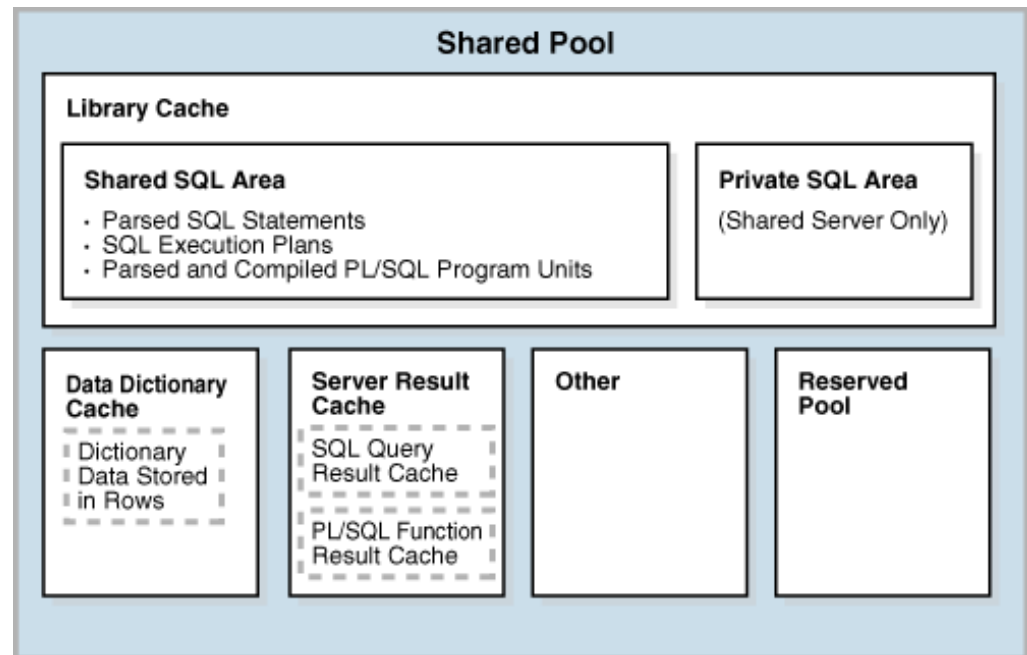 Shared Pool
Library Cache
Shared SQL Area
· Parsed SQL Statements
· SQL Execution Plans
· Parsed and Compiled PL/SQL Program Units
Private SQL Area
(Shared Server Only)
Data Dictionary
Cache
Dictionary
Data Stored
in Rows
Server Result
Cache
SQL Query
Result Cache
PL/SQL Function
Result Cache
Other
Reserved
Pool